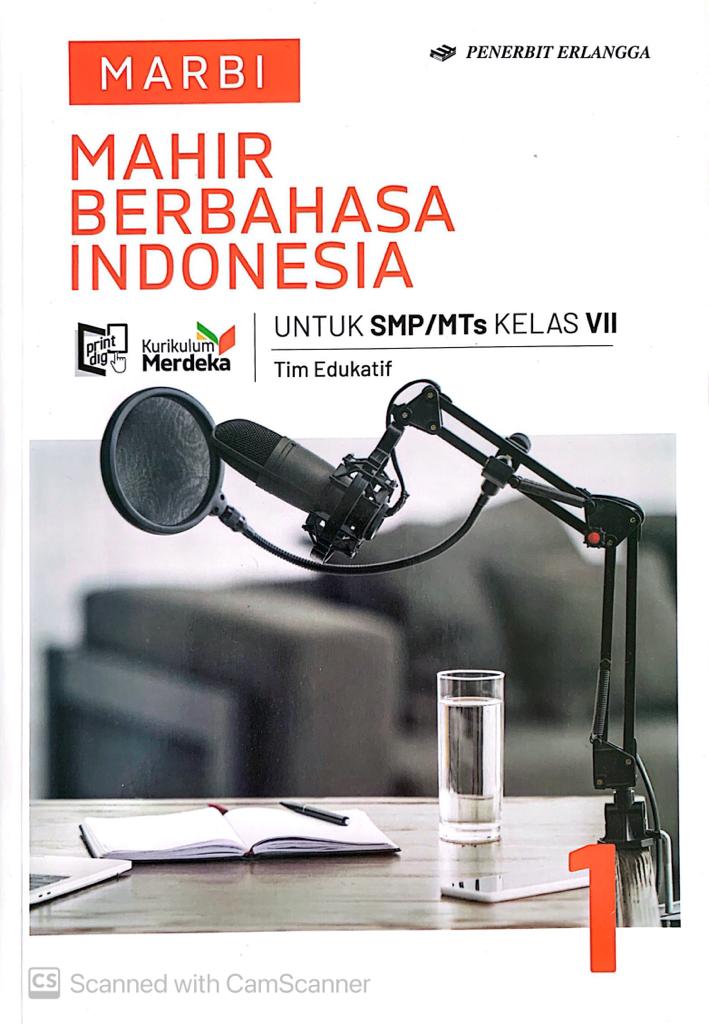 MARBI
PENERBIT ERLANGGA
MAHIR
BERBAHASA
INDONESIA
print
dig
Kurikulum
Merdeka
UNTUK SMP/MTs KELAS VII
Tim Edukatif
1
CS Scanned with CamScanner